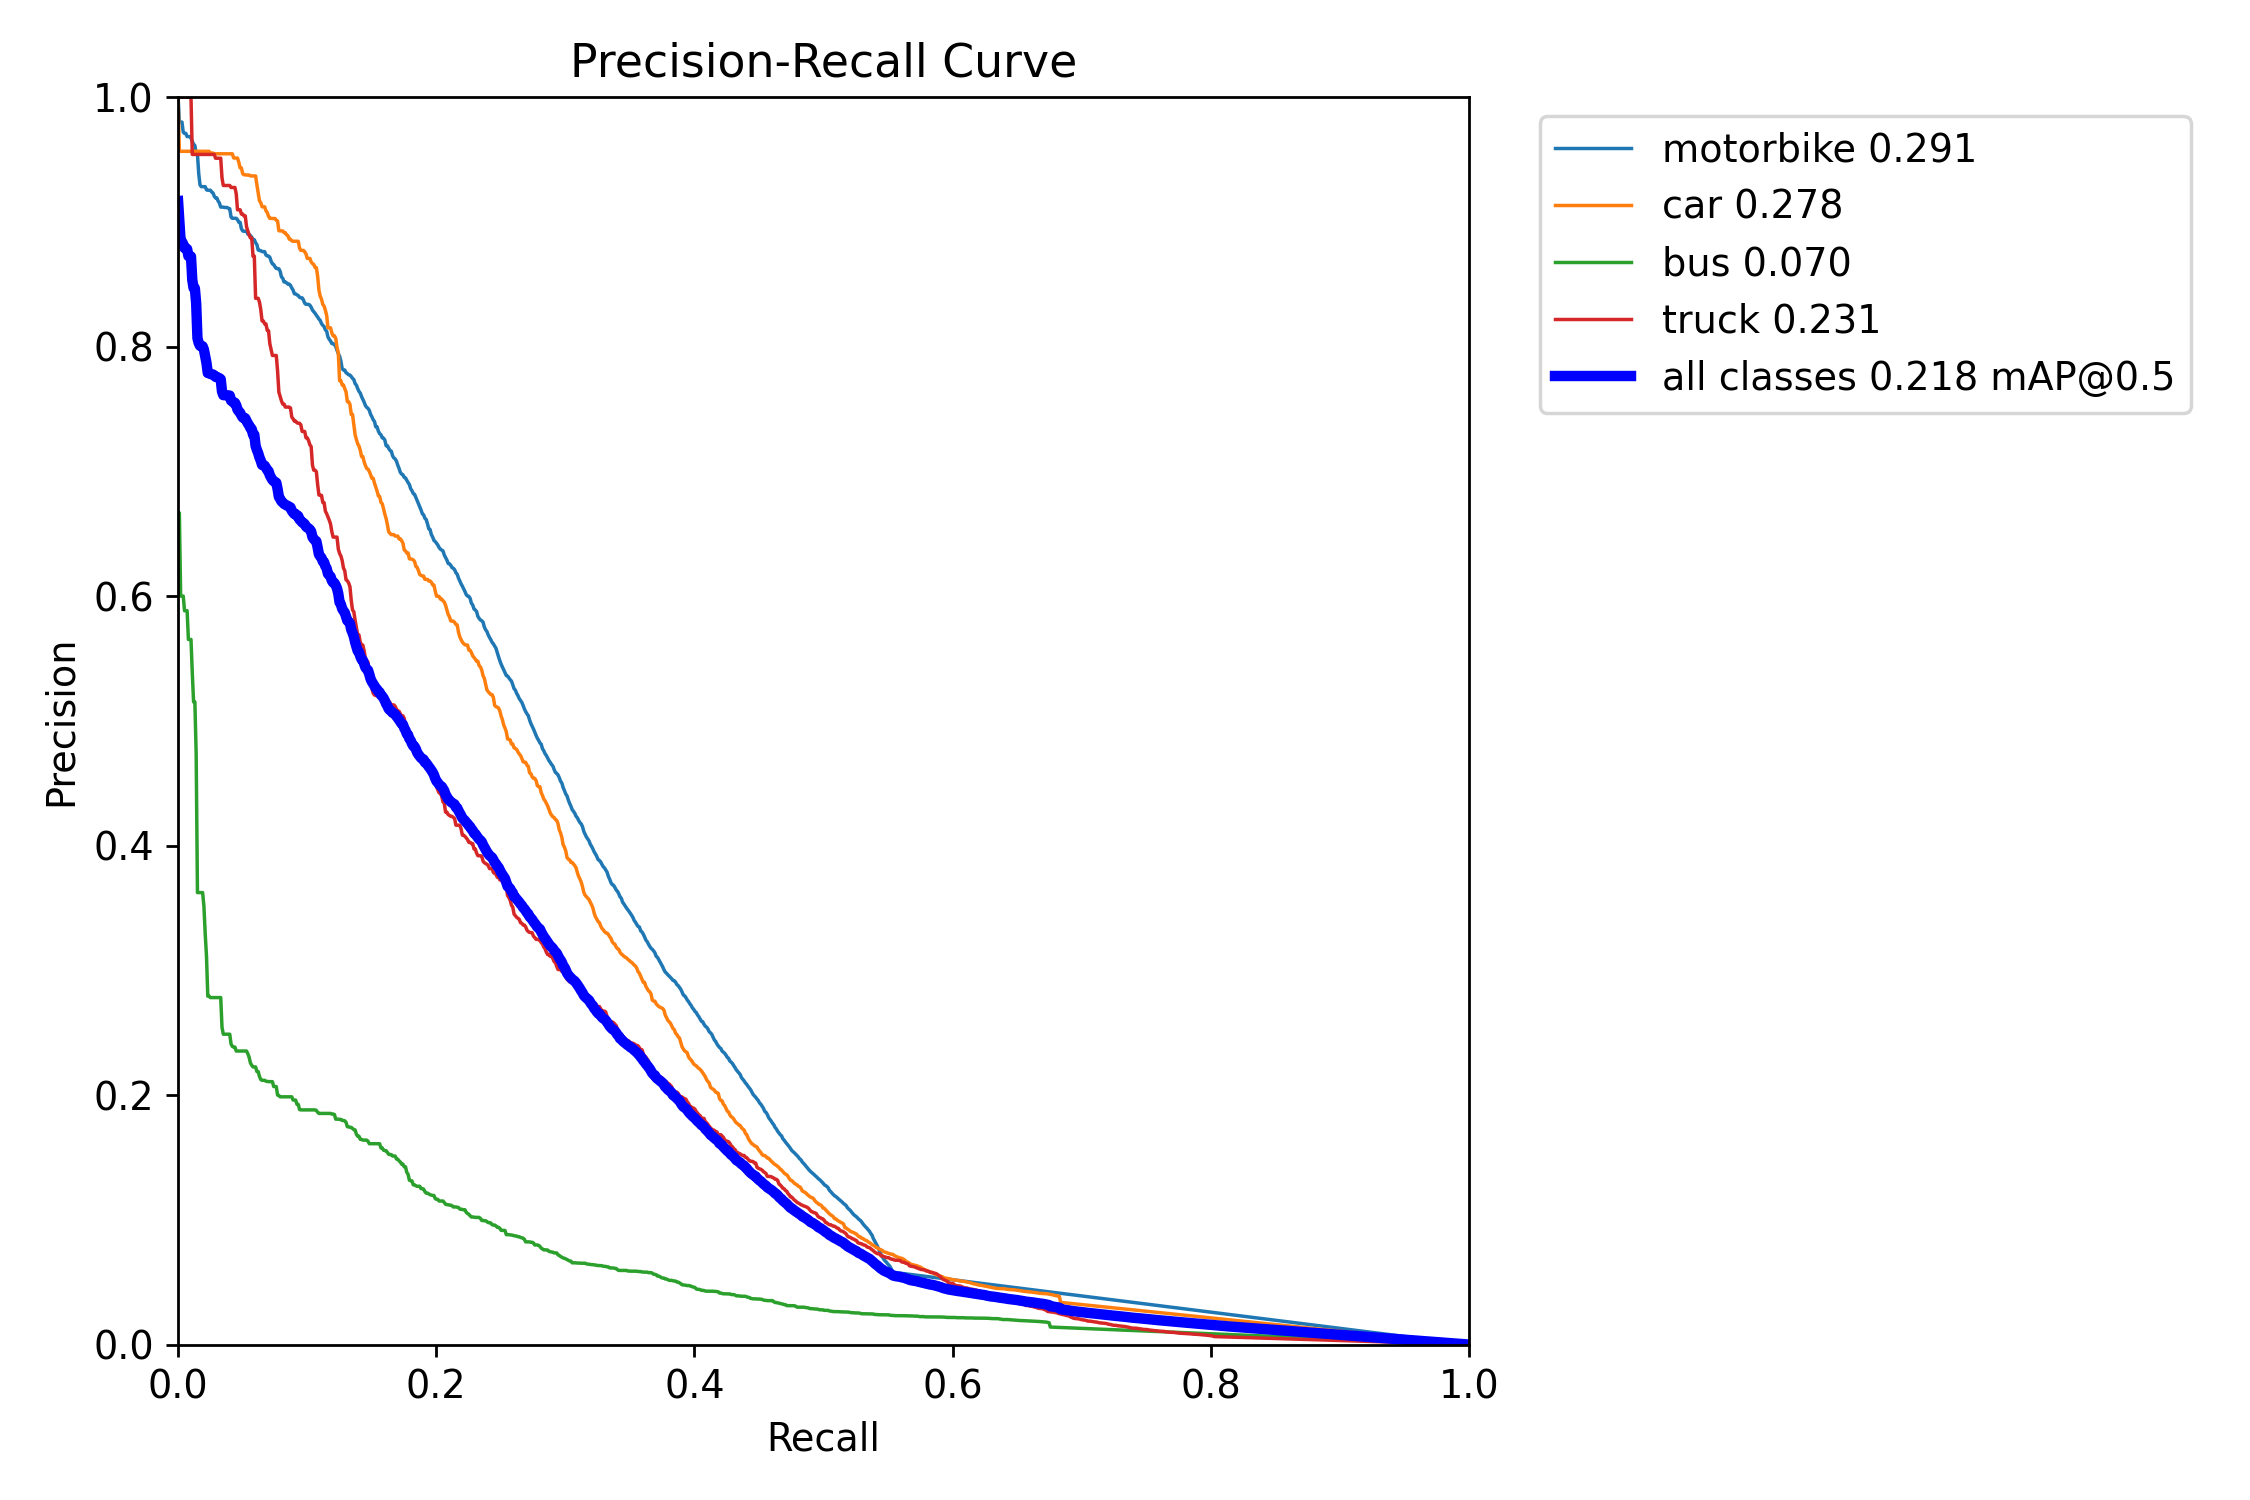 Precision-Recall Curve
1.0
0.8
0.6
0.4
0.2
0.0
Precision
0.0 0.2 0.4 0.6 0.8 1.0
Recall
motorbike 0.291
car 0.278
bus 0.070
truck 0.231
all classes 0.218 mAP@0.5